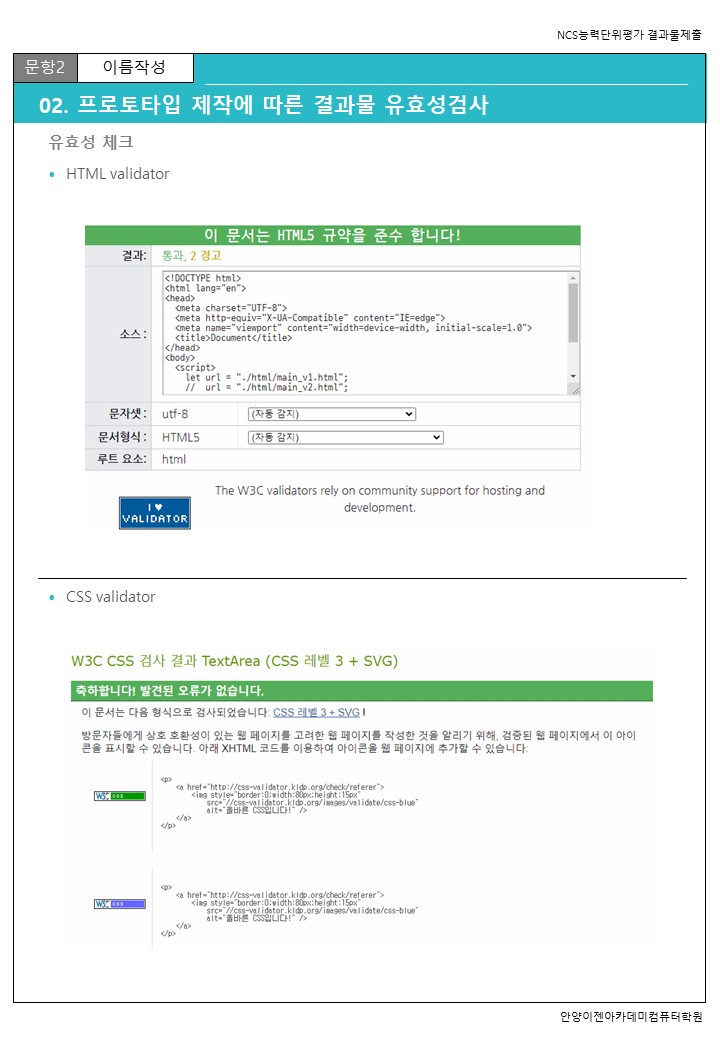 NCS능력단위평가 결과물제출
문항2 이름작성
02. 프로토타입 제작에 따른 결과물 유효성검사
유효성 체크
• HTML validator
이 문서는 HTML5 규약을 준수 합니다!
결과: 통과, 2 경고
소스 :
<!DOCTYPE html>
<html lang="en">
<head>
<meta charset="UTF-8">
<meta http-equiv="X-UA-Compatible" content="IE=edge">
<meta name="viewport" content="width=device-width, initial-scale=1.0">
<title>Document</title>
</head>
<body>
<script>
let url = "./html/main_v1.html";
// url = "./html/main_v2.html";
문자셋 : utf-8 (자동 감지)
문서형식 : HTML5 (자동 감지)
루트 요소: html
I ♥ VALIDATOR
The W3C validators rely on community support for hosting and
development.
• CSS validator
W3C CSS 검사 결과 TextArea (CSS 레벨 3 + SVG)
축하합니다! 발견된 오류가 없습니다.
이 문서는 다음 형식으로 검사되었습니다: CSS 레벨 3 + SVG !
방문자들에게 상호 호환성이 있는 웹 페이지를 고려한 웹 페이지를 작성한 것을 알리기 위해, 검증된 웹 페이지에서 이 아이
콘을 표시할 수 있습니다. 아래 XHTML 코드를 이용하여 아이콘을 웹 페이지에 추가할 수 있습니다:
W3C css
<p>
<a href="http://css-validator.kldp.org/check/referer">
<img style="border:0;width:80px;height:15px"
src="//css-validator.kldp.org/images/validate/css-blue"
alt="올바른 CSS입니다!" />
</a>
</p>
W3C css
<p>
<a href="http://css-validator.kldp.org/check/referer">
<img style="border:0;width:80px;height:15px"
src="//css-validator.kldp.org/images/validate/css-blue"
alt="올바른 CSS입니다!" />
</a>
</p>
안양이젠아카데미컴퓨터학원